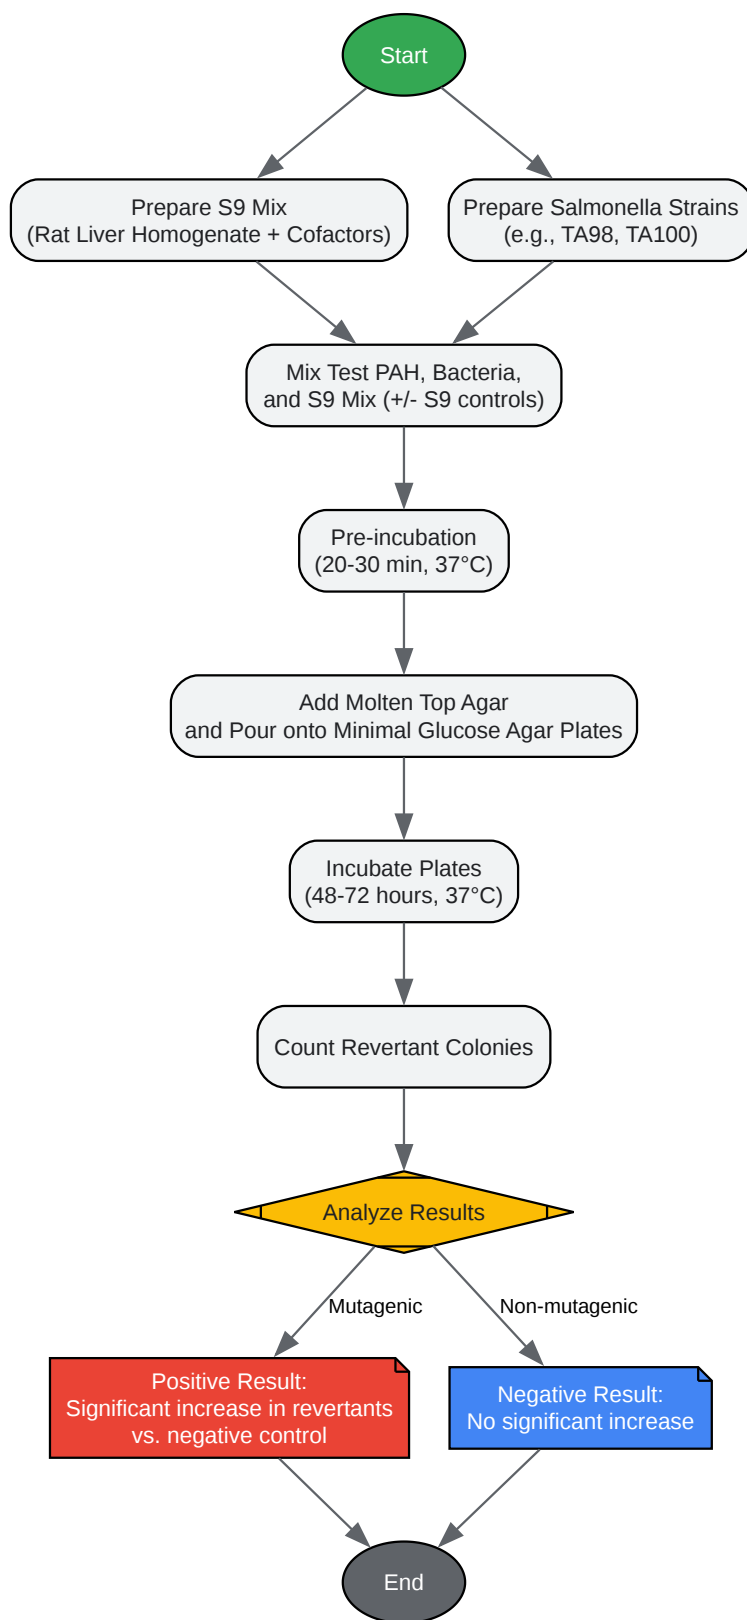 Start
Prepare S9 Mix
(Rat Liver Homogenate + Cofactors)
Prepare Salmonella Strains
(e.g., TA98, TA100)
Mix Test PAH, Bacteria,
and S9 Mix (+/- S9 controls)
Pre-incubation
(20-30 min, 37°C)
Add Molten Top Agar
and Pour onto Minimal Glucose Agar Plates
Incubate Plates
(48-72 hours, 37°C)
Count Revertant Colonies
Analyze Results
Mutagenic
Non-mutagenic
Positive Result:
Significant increase in revertants
vs. negative control
Negative Result:
No significant increase
End